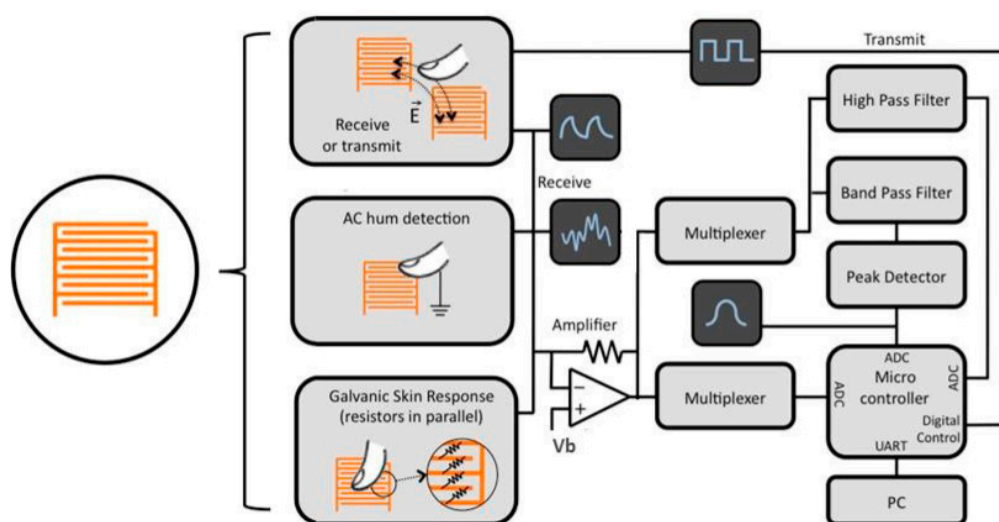 Transmit
E
Receive
or transmit
High Pass Filter
Receive
Band Pass Filter
AC hum detection
Multiplexer
Peak Detector
Amplifier
Galvanic Skin Response
(resistors in parallel)
−
+
Vb
Multiplexer
ADC
ADC
ADC
Micro
controller
Digital
Control
UART
PC